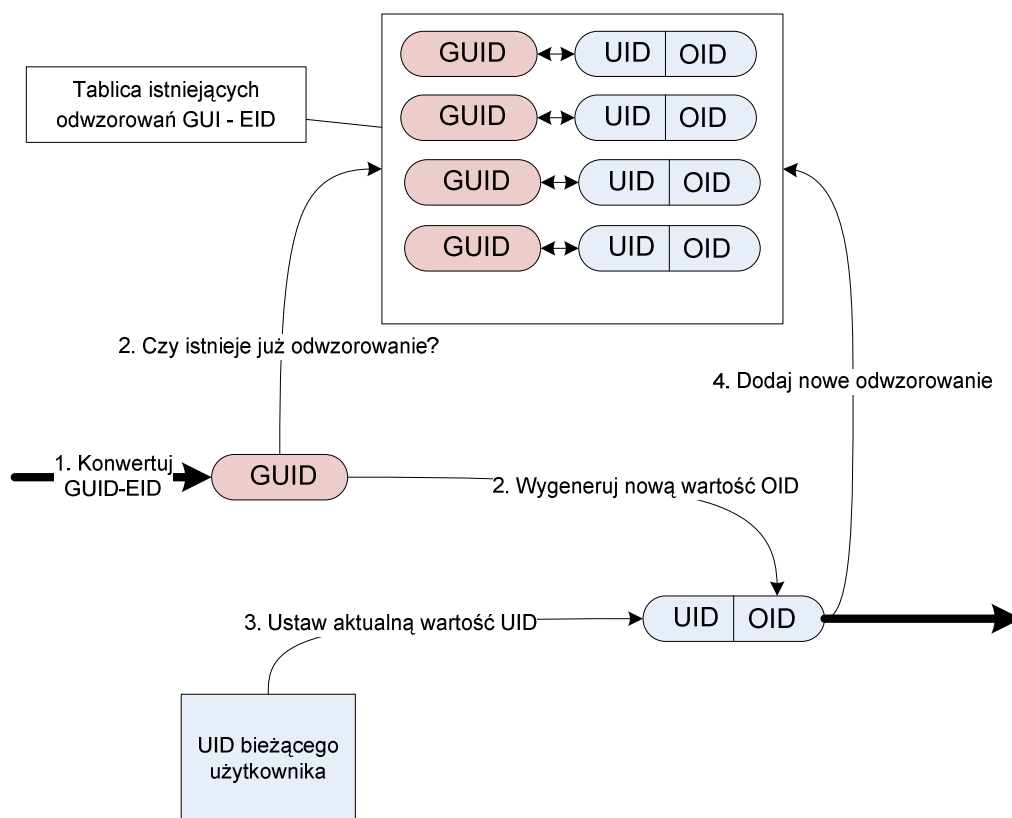 GUID UID OID
Tablica istniejących
odwzorowań GUI - EID
GUID UID OID
GUID UID OID
GUID UID OID
2. Czy istnieje już odwzorowanie?
4. Dodaj nowe odwzorowanie
1. Konwertuj
GUID-EID
GUID
2. Wygeneruj nową wartość OID
3. Ustaw aktualną wartość UID
UID OID
UID bieżącego
użytkownika